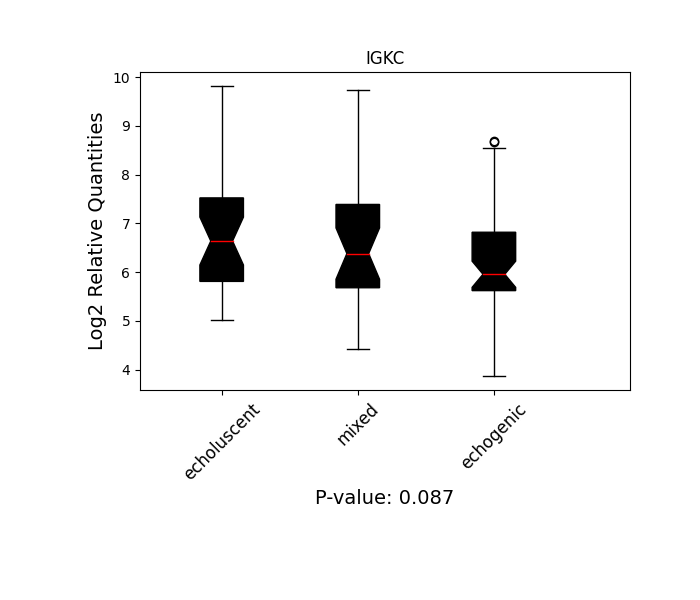 IGKC
Log2 Relative Quantities
10
9
8
7
6
5
4
echoluscent
mixed
echogenic
P-value: 0.087